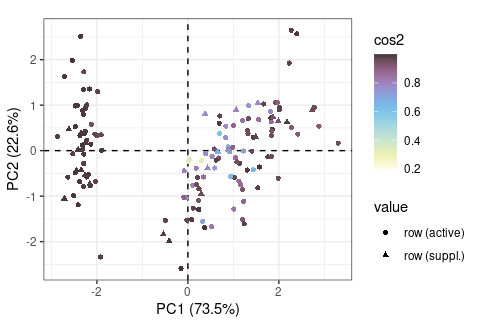 cos2
0.8
0.6
0.4
0.2
value
row (active)
row (suppl.)
2
1
0
-1
-2
PC2 (22.6%)
-2
0
2
PC1 (73.5%)